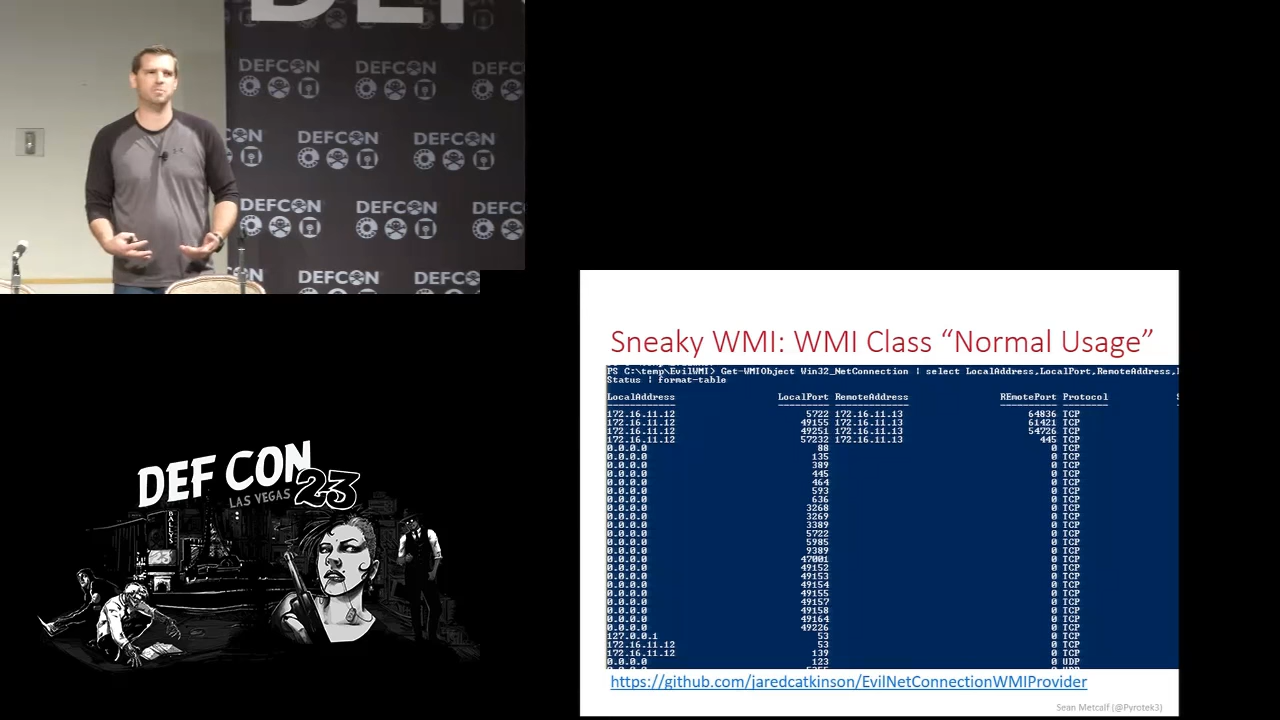 DEF
DEFCON DEFCON DEFC
CON DEFCON DEFCON
DEFCON DEFCON DEFC
CON DEFCON DEFCON
DEF CON 23
LAS VEGAS
BALLYS
Sneaky WMI: WMI Class “Normal Usage”
PS C:\temp\EvilWMI> Get-WMIObject Win32_NetConnection | select LocalAddress,LocalPort,RemoteAddress,
Status | format-table
LocalAddress LocalPort RemoteAddress REmotePort Protocol
172.16.11.12 5722 172.16.11.13 64836 TCP
172.16.11.12 49155 172.16.11.13 61421 TCP
172.16.11.12 49251 172.16.11.13 54726 TCP
172.16.11.12 57232 172.16.11.13 445 TCP
0.0.0.0 88 0 TCP
0.0.0.0 135 0 TCP
0.0.0.0 389 0 TCP
0.0.0.0 445 0 TCP
0.0.0.0 464 0 TCP
0.0.0.0 593 0 TCP
0.0.0.0 636 0 TCP
0.0.0.0 3268 0 TCP
0.0.0.0 3269 0 TCP
0.0.0.0 3389 0 TCP
0.0.0.0 5722 0 TCP
0.0.0.0 5985 0 TCP
0.0.0.0 9389 0 TCP
0.0.0.0 47001 0 TCP
0.0.0.0 49152 0 TCP
0.0.0.0 49153 0 TCP
0.0.0.0 49154 0 TCP
0.0.0.0 49155 0 TCP
0.0.0.0 49157 0 TCP
0.0.0.0 49158 0 TCP
0.0.0.0 49164 0 TCP
0.0.0.0 49226 0 TCP
127.0.0.1 53 0 TCP
172.16.11.12 53 0 TCP
172.16.11.12 139 0 TCP
0.0.0.0 123 0 UDP
https://github.com/jaredcatkinson/EvilNetConnectionWMIProvider
Sean Metcalf (@Pyrotek3)